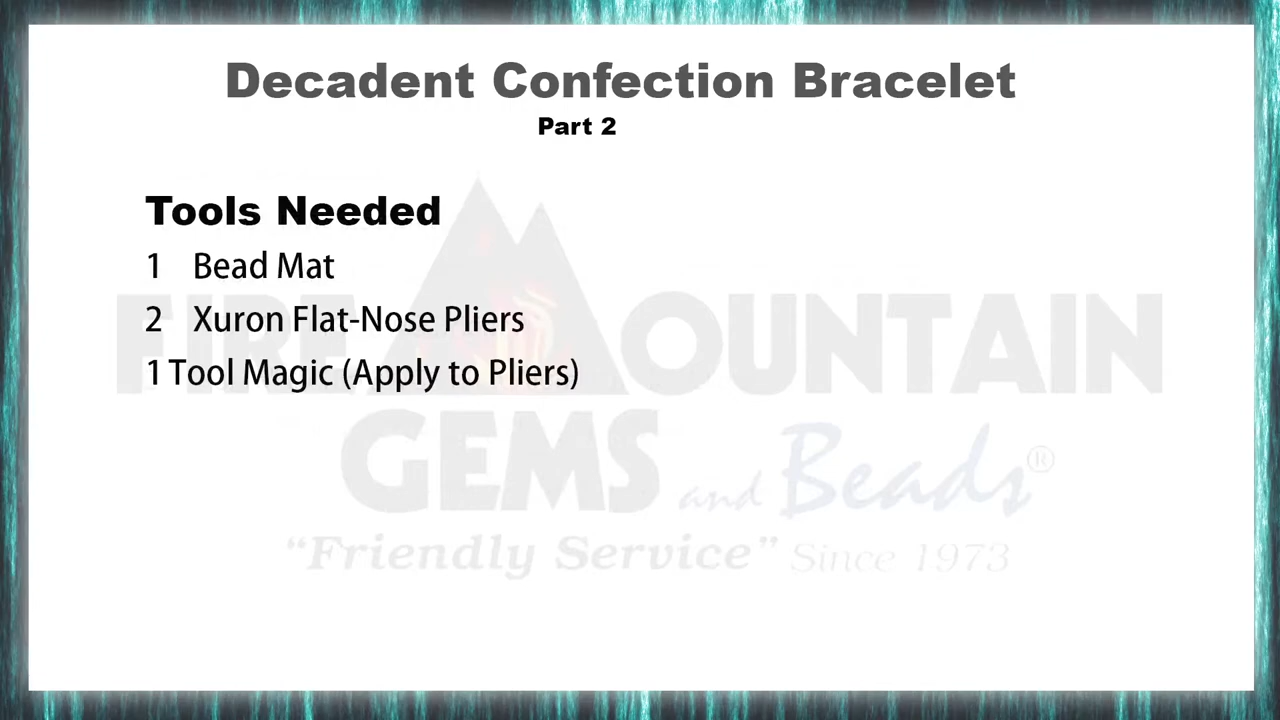 Decadent Confection Bracelet
Part 2
Tools Needed
1 Bead Mat
2 Xuron Flat-Nose Pliers
1 Tool Magic (Apply to Pliers)
FIRE MOUNTAIN
GEMS and Beads®
“Friendly Service” Since 1973